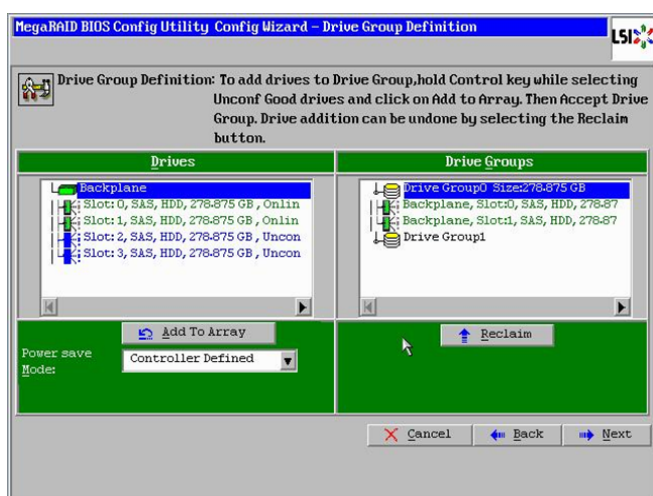 MegaRAID BIOS Config Utility Config Wizard – Drive Group Definition
LSI
Drive Group Definition: To add drives to Drive Group,hold Control key while selecting
Unconf Good drives and click on Add to Array. Then Accept Drive
Group. Drive addition can be undone by selecting the Reclaim
button.
Drives
Backplane
Slot: 0, SAS, HDD, 278.875 GB , Onlin
Slot: 1, SAS, HDD, 278.875 GB , Onlin
Slot: 2, SAS, HDD, 278.875 GB , Uncon
Slot: 3, SAS, HDD, 278.875 GB , Uncon
Add To Array
Power save
Mode:
Controller Defined
Drive Groups
Drive Group0 Size:278.875 GB
Backplane, Slot:0, SAS, HDD, 278.87
Backplane, Slot:1, SAS, HDD, 278.87
Drive Group1
Reclaim
Cancel
Back
Next